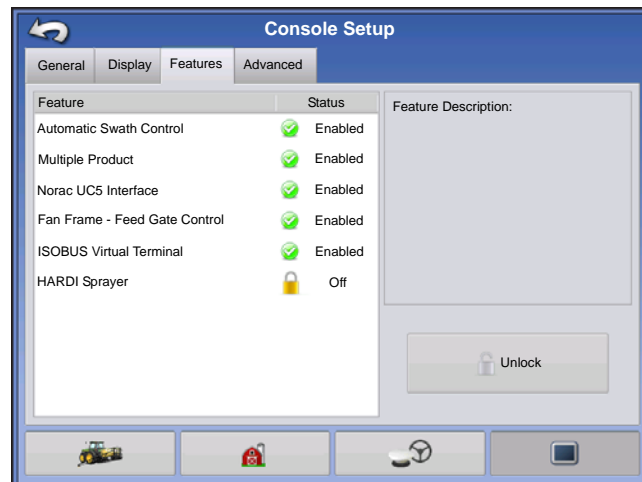 Console Setup
General Display Features Advanced
Feature Status
Automatic Swath Control Enabled
Multiple Product Enabled
Norac UC5 Interface Enabled
Fan Frame - Feed Gate Control Enabled
ISOBUS Virtual Terminal Enabled
HARDI Sprayer Off
Feature Description:
Unlock